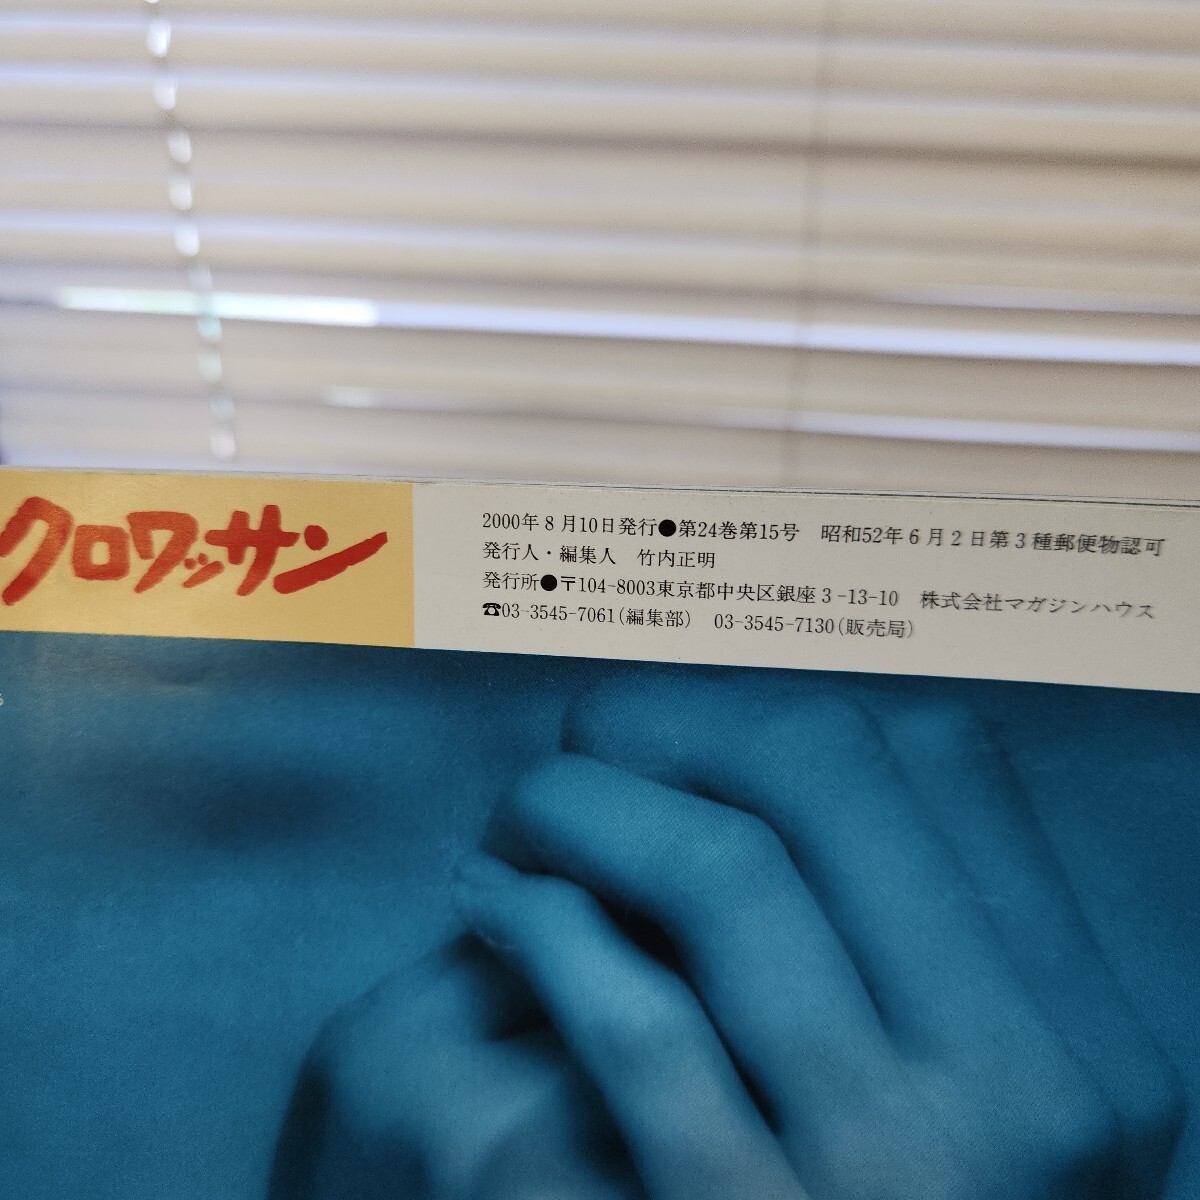 クロワッサン
2000年8月10日発行●第24巻第15号　昭和52年6月2日第3種郵便物認可
発行人・編集人　竹内正明
発行所●〒104-8003東京都中央区銀座3-13-10　株式会社マガジンハウス
☎03-3545-7061(編集部)　03-3545-7130(販売局)